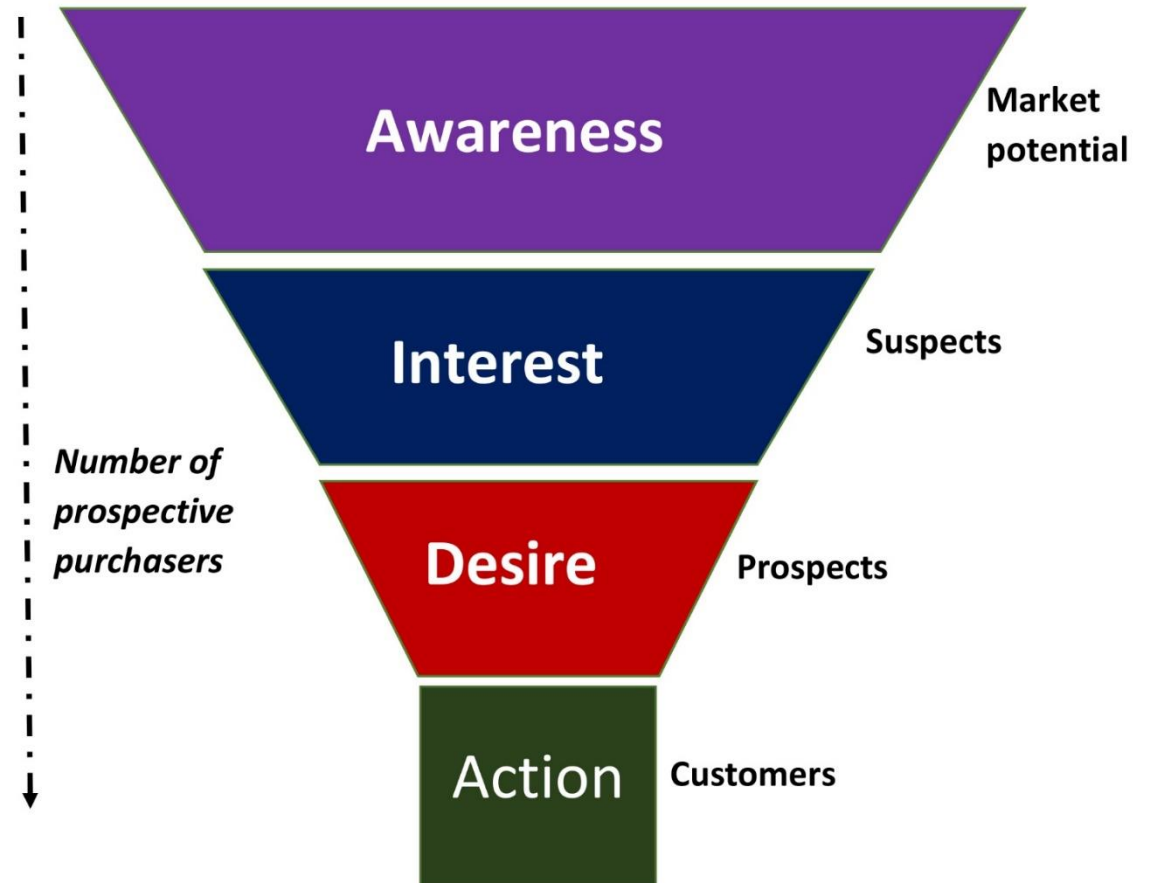 Awareness
Market
potential
Interest
Suspects
Number of
prospective
purchasers
Desire
Prospects
Action
Customers